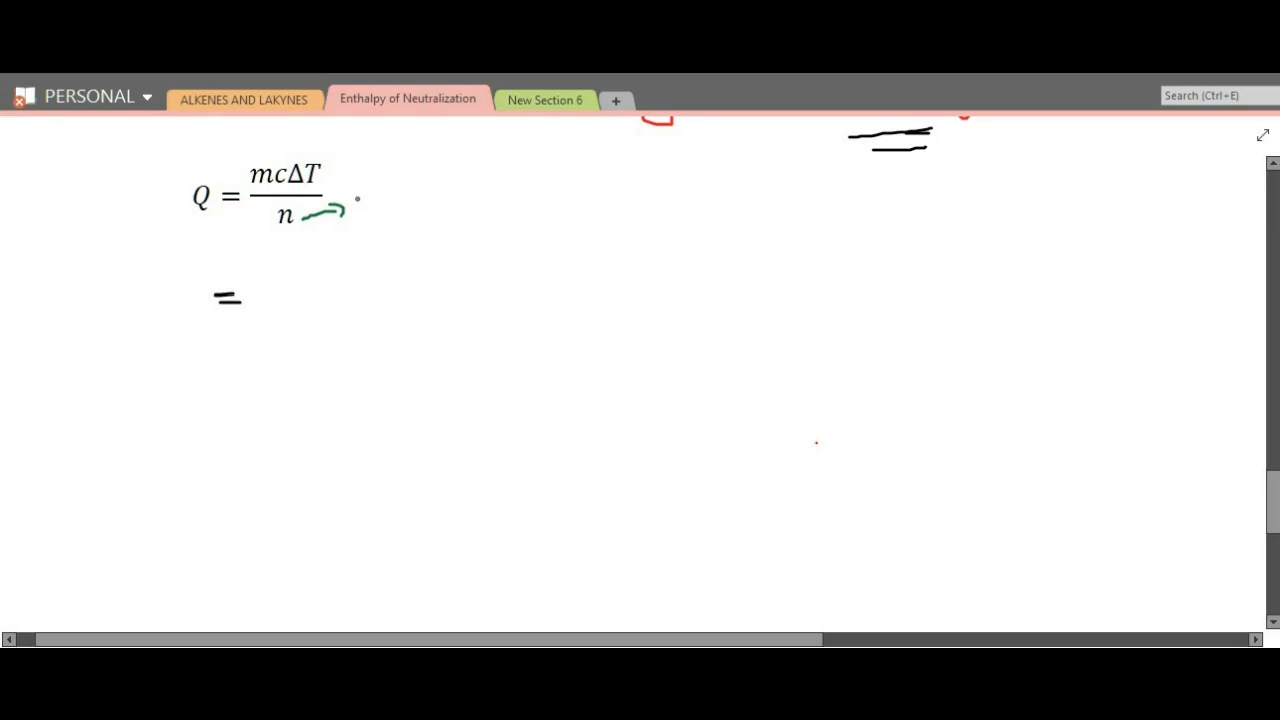 PERSONAL
ALKENES AND LAKYNES
Enthalpy of Neutralization
New Section 6
+
Search (Ctrl+E)
Q = mcΔT / n
=